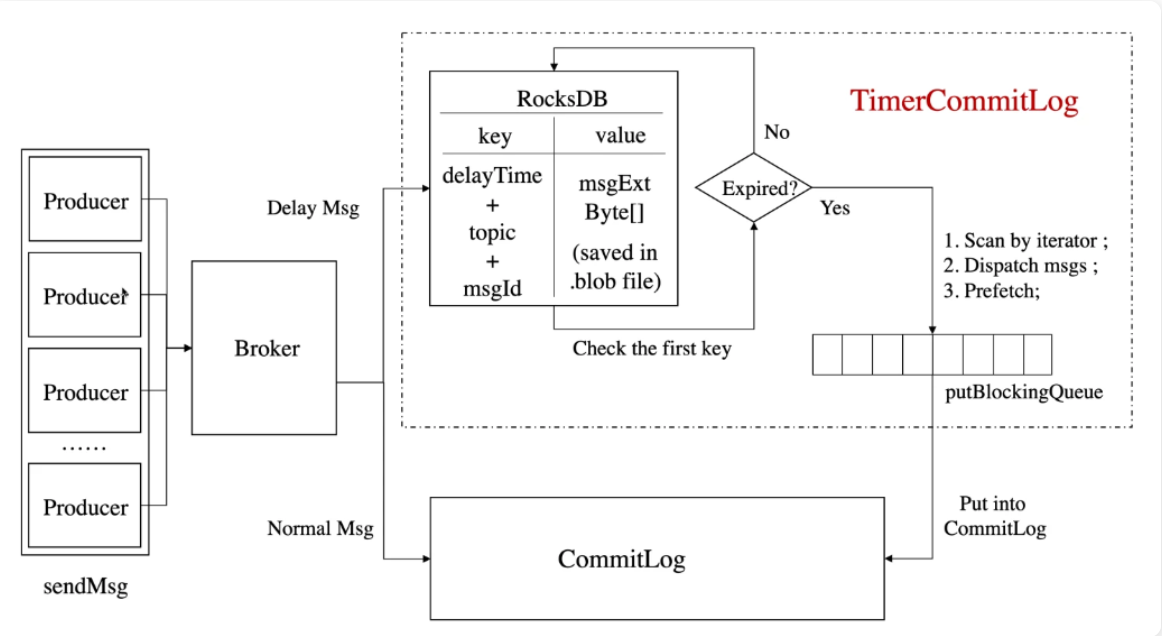 TimerCommitLog
RocksDB
key
value
delayTime
+
topic
+
msgId
msgExt
Byte[]
(saved in
.blob file)
No
Expired?
Yes
Check the first key
1. Scan by iterator ;
2. Dispatch msgs ;
3. Prefetch;
putBlockingQueue
Producer
Producer
Producer
······
Producer
sendMsg
Broker
Delay Msg
Normal Msg
CommitLog
Put into
CommitLog